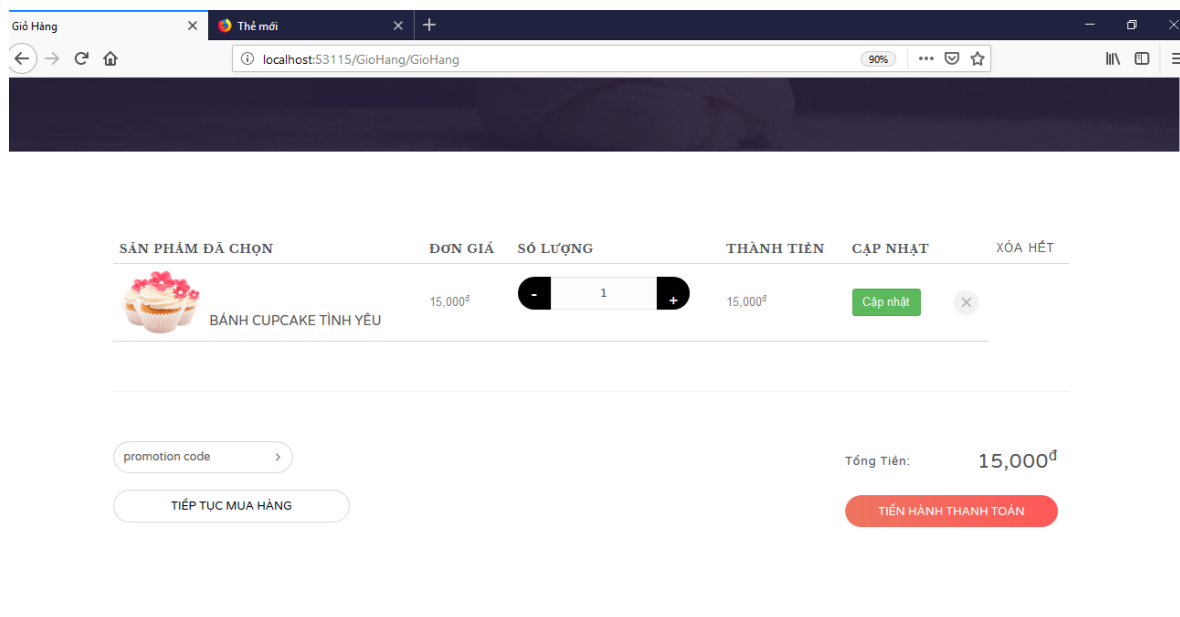 Giỏ Hàng
Thẻ mới
localhost:53115/GioHang/GioHang
90%
SẢN PHẨM ĐÃ CHỌN ĐƠN GIÁ SỐ LƯỢNG THÀNH TIỀN CẬP NHẬT XÓA HẾT
BÁNH CUPCAKE TÌNH YÊU 15,000đ - 1 + 15,000đ Cập nhật
promotion code
Tổng Tiền: 15,000đ
TIẾP TỤC MUA HÀNG
TIẾN HÀNH THANH TOÁN